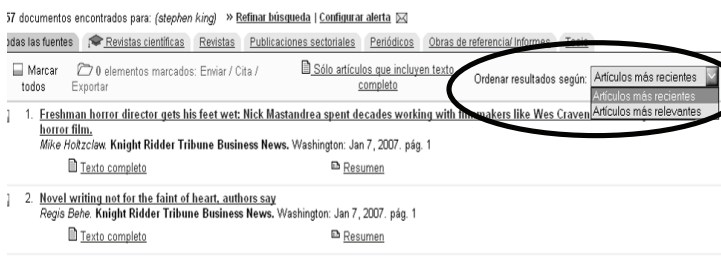 57 documentos encontrados para: (stephen king) » Refinar búsqueda | Configurar alerta
odas las fuentes Revistas científicas Revistas Publicaciones sectoriales Periódicos Obras de referencia/ Informes Tesis
Marcar todos 0 elementos marcados: Enviar / Cita / Exportar Sólo artículos que incluyen texto completo Ordenar resultados según: Artículos más recientes
Artículos más recientes
Artículos más relevantes
1. Freshman horror director gets his feet wet: Nick Mastandrea spent decades working with filmmakers like Wes Craven
horror film.
Mike Holtzclaw. Knight Ridder Tribune Business News. Washington: Jan 7, 2007. pág. 1
Texto completo Resumen
2. Novel writing not for the faint of heart, authors say
Regis Behe. Knight Ridder Tribune Business News. Washington: Jan 7, 2007. pág. 1
Texto completo Resumen